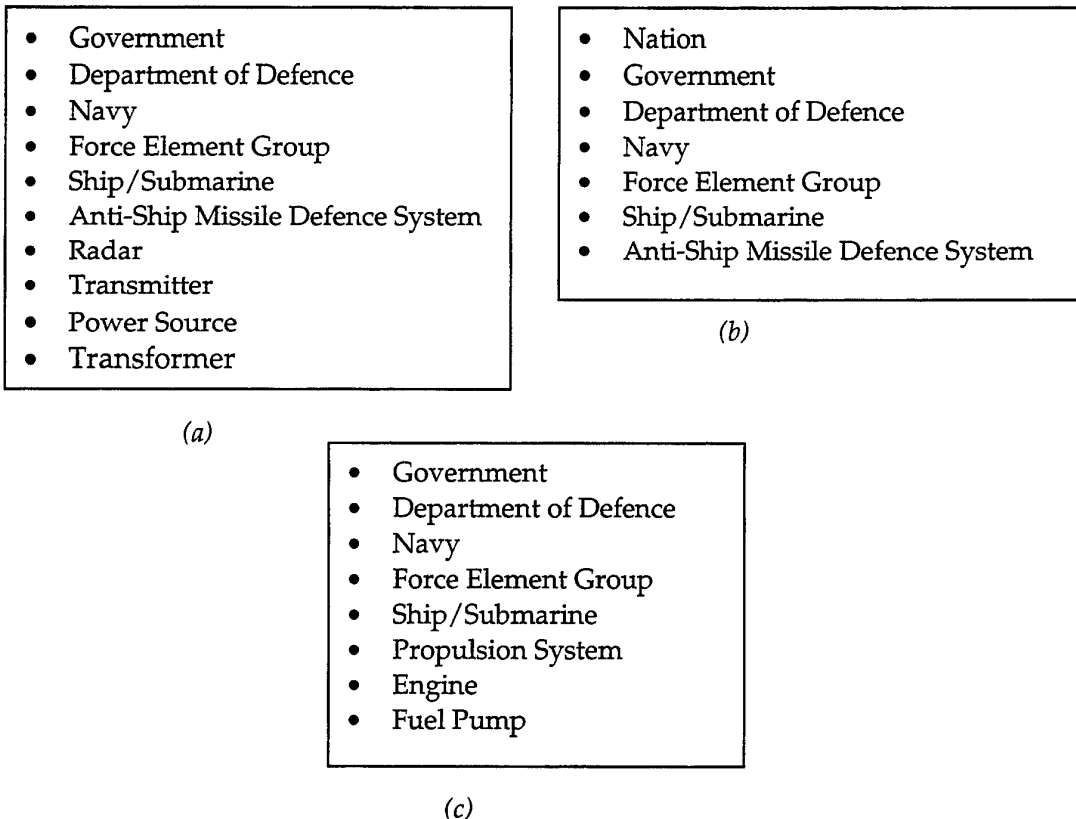 • Government
• Department of Defence
• Navy
• Force Element Group
• Ship/Submarine
• Anti-Ship Missile Defence System
• Radar
• Transmitter
• Power Source
• Transformer
(a)
• Nation
• Government
• Department of Defence
• Navy
• Force Element Group
• Ship/Submarine
• Anti-Ship Missile Defence System
(b)
• Government
• Department of Defence
• Navy
• Force Element Group
• Ship/Submarine
• Propulsion System
• Engine
• Fuel Pump
(c)